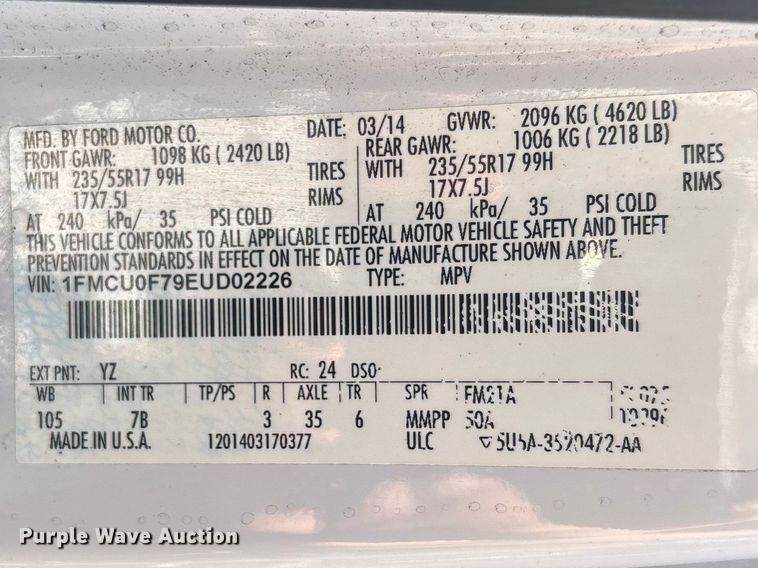 MFD. BY FORD MOTOR CO. DATE: 03/14 GVWR: 2096 KG ( 4620 LB)
FRONT GAWR: 1098 KG ( 2420 LB) REAR GAWR: 1006 KG ( 2218 LB)
WITH 235/55R17 99H TIRES WITH 235/55R17 99H TIRES
17X7.5J RIMS 17X7.5J RIMS
AT 240 kPa/ 35 PSI COLD AT 240 kPa/ 35 PSI COLD
THIS VEHICLE CONFORMS TO ALL APPLICABLE FEDERAL MOTOR VEHICLE SAFETY AND THEFT
PREVENTION STANDARDS IN EFFECT ON THE DATE OF MANUFACTURE SHOWN ABOVE.
VIN: 1FMCU0F79EUD02226 TYPE: MPV
EXT PNT: YZ RC: 24 DSO:
WB INT TR TP/PS R AXLE TR SPR
105 7B 3 35 6 MMPP
MADE IN U.S.A. 1201403170377 ULC
Purple Wave Auction